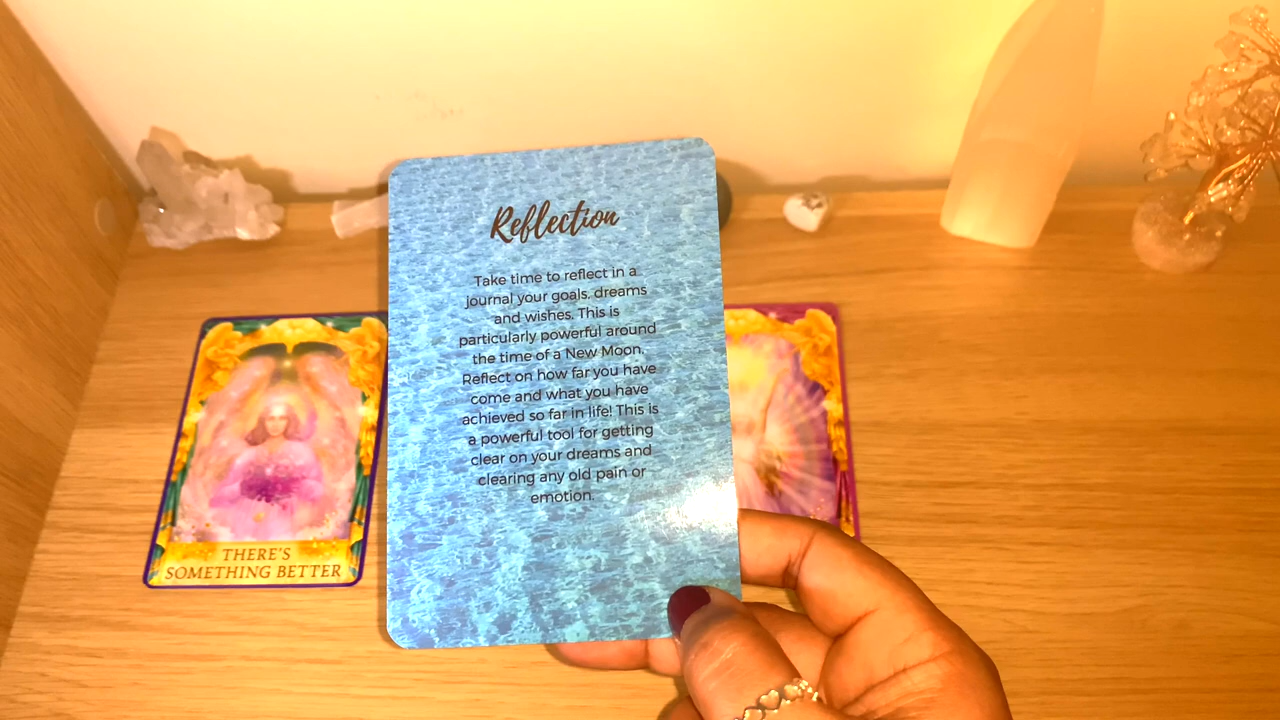 Reflection
Take time to reflect in a
journal your goals, dreams
and wishes. This is
particularly powerful around
the time of a New Moon.
Reflect on how far you have
come and what you have
achieved so far in life! This is
a powerful tool for getting
clear on your dreams and
clearing any old pain or
emotion.
THERE'S
SOMETHING BETTER